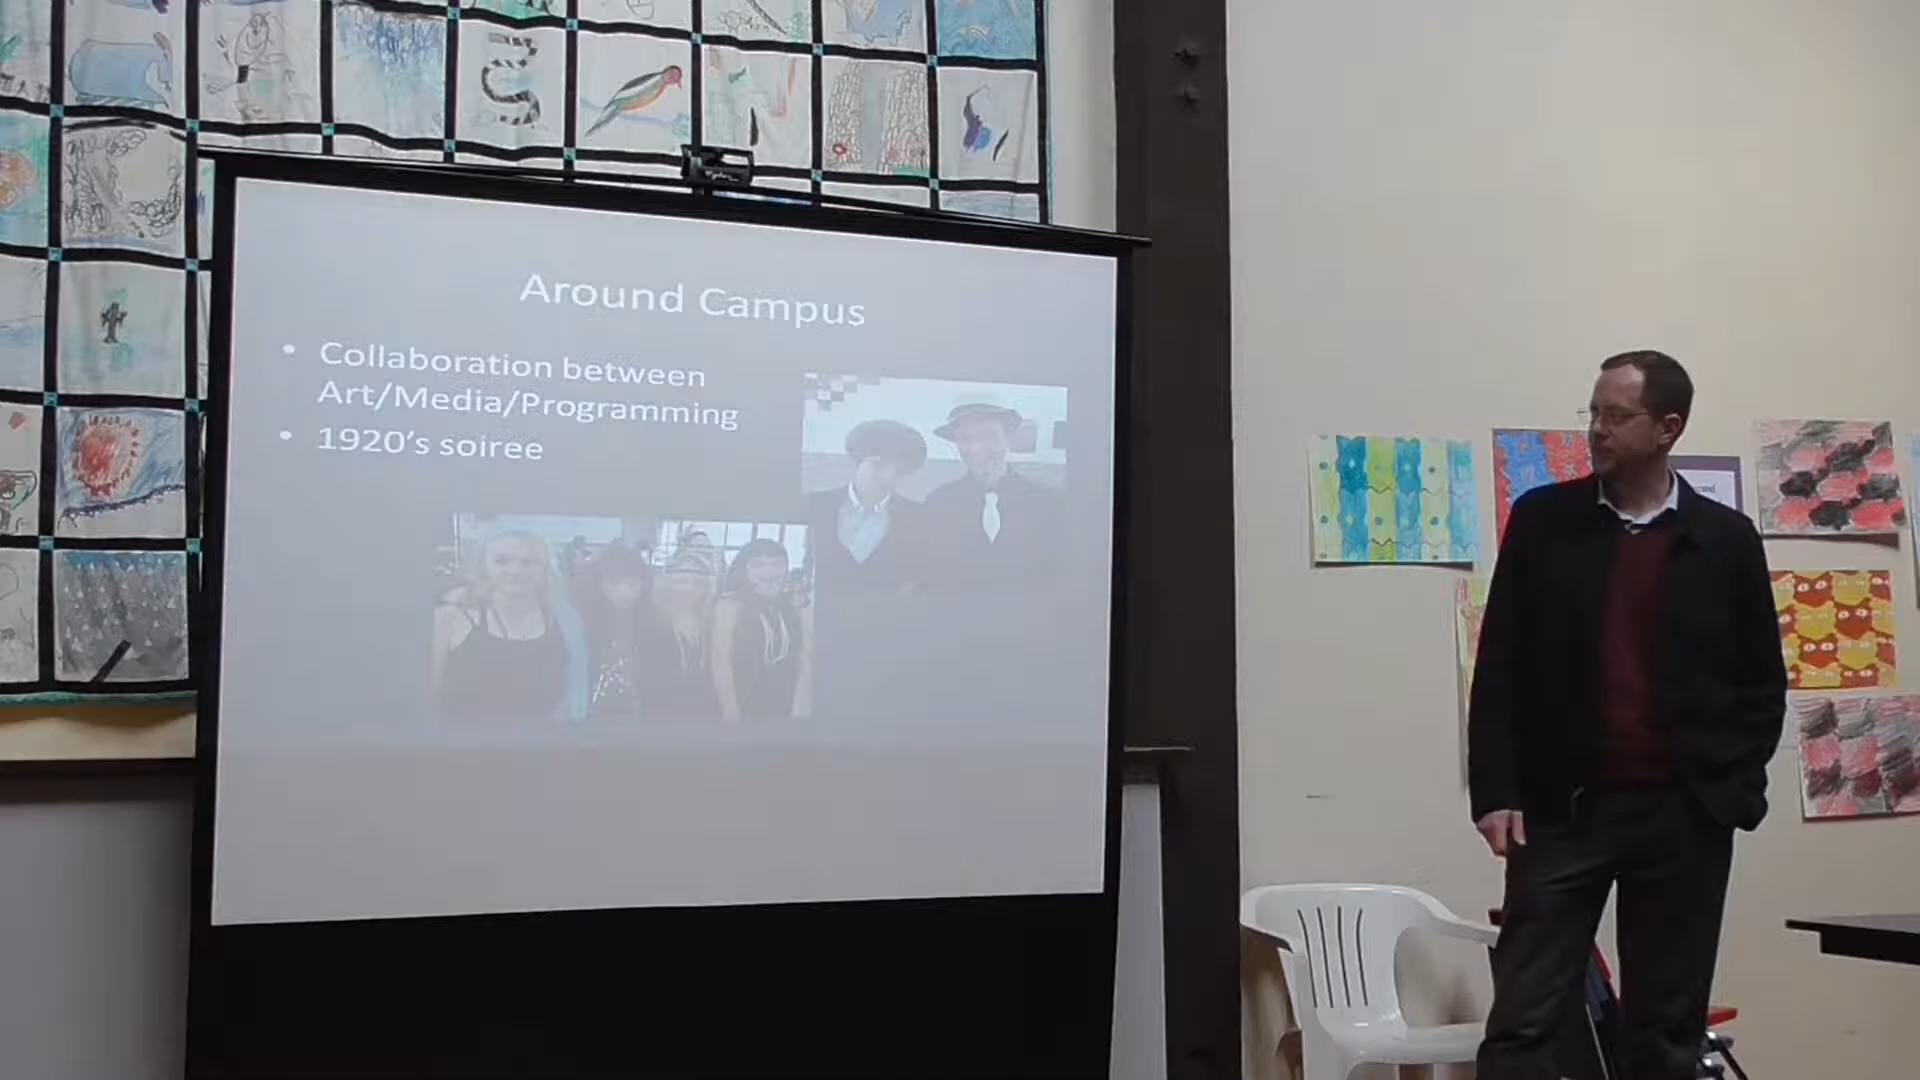 Around Campus
• Collaboration between
Art/Media/Programming
• 1920's soiree